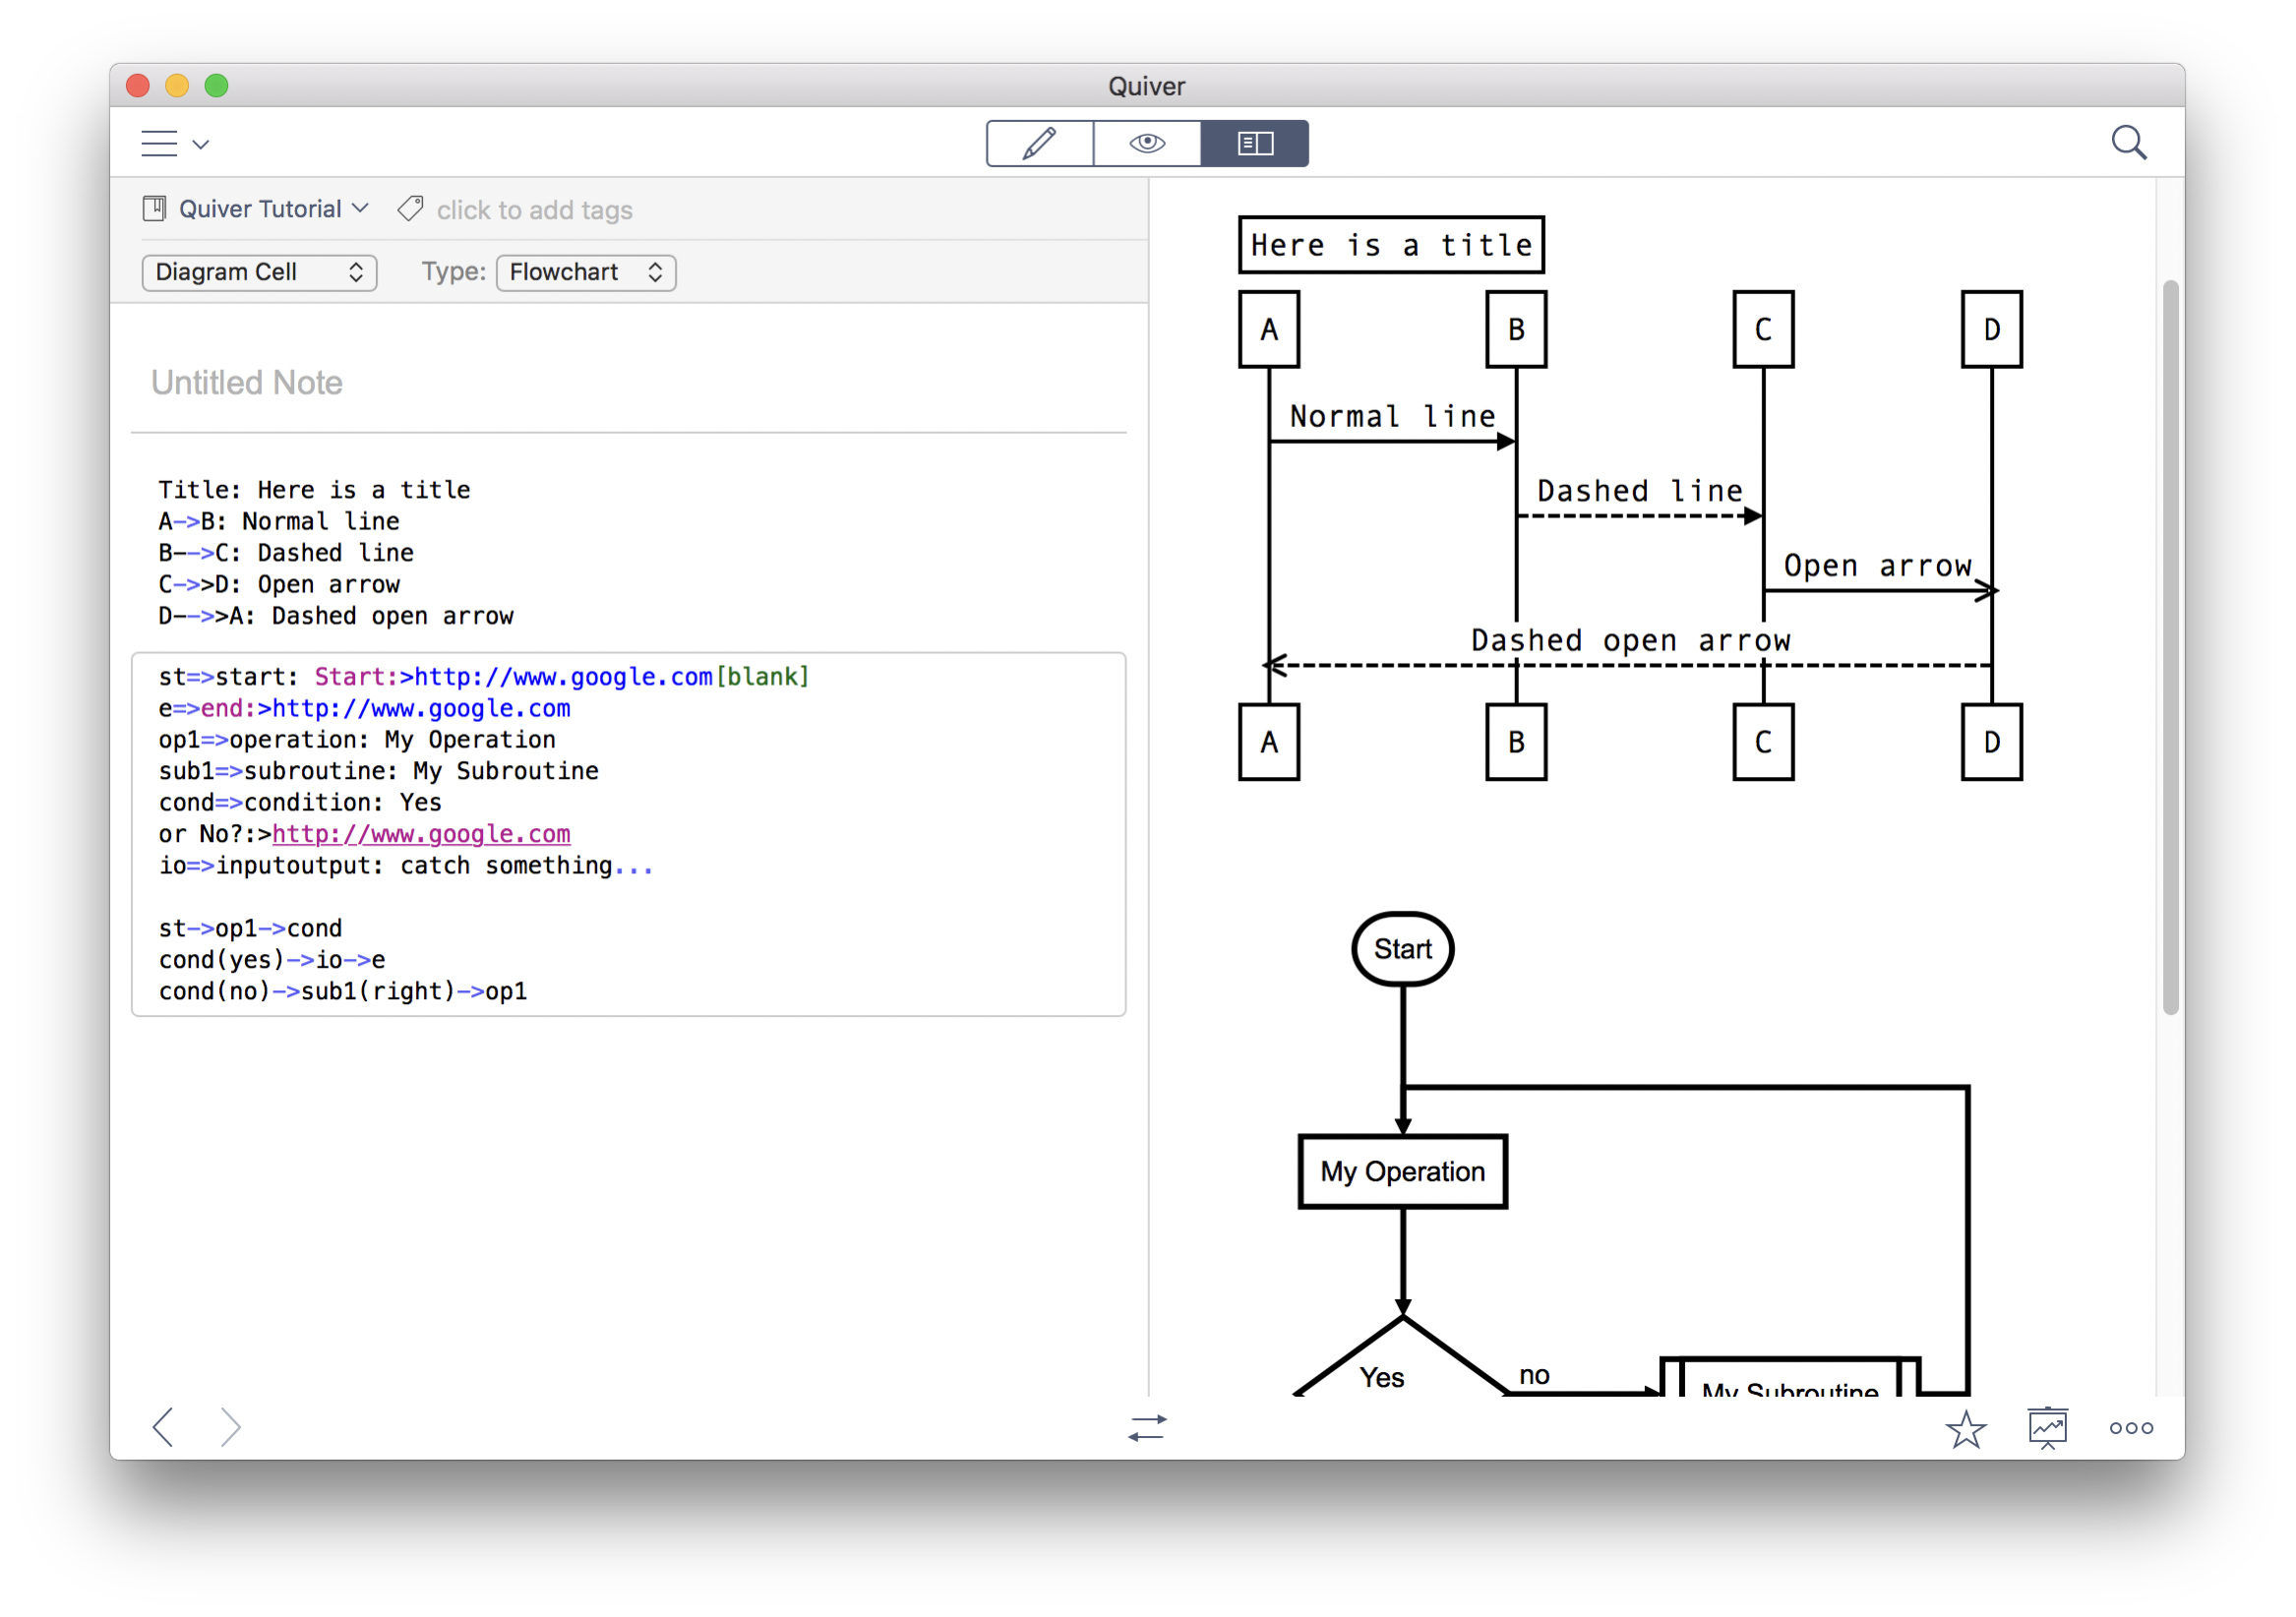 Quiver
Quiver Tutorial
click to add tags
Diagram Cell
Type: Flowchart
Untitled Note
Title: Here is a title
A->B: Normal line
B-->C: Dashed line
C->>D: Open arrow
D-->>A: Dashed open arrow
st=>start: Start:>http://www.google.com[blank]
e=>end:>http://www.google.com
op1=>operation: My Operation
sub1=>subroutine: My Subroutine
cond=>condition: Yes
or No?:>http://www.google.com
io=>inputoutput: catch something...
st->op1->cond
cond(yes)->io->e
cond(no)->sub1(right)->op1
Here is a title
A B C D
Normal line
Dashed line
Open arrow
Dashed open arrow
A B C D
Start
My Operation
Yes
no
My Subroutine